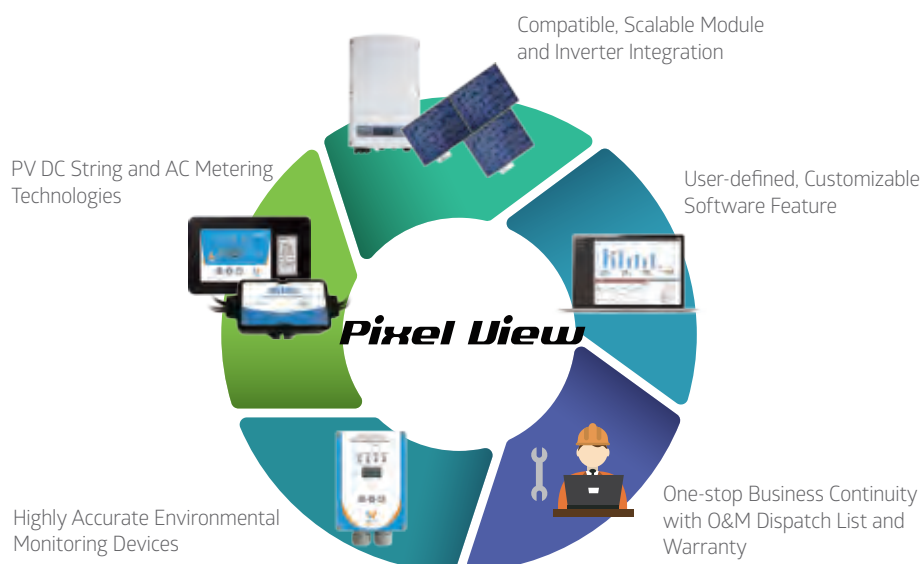 Compatible, Scalable Module
and Inverter Integration
PV DC String and AC Metering
Technologies
User-defined, Customizable
Software Feature
Pixel View
Highly Accurate Environmental
Monitoring Devices
One-stop Business Continuity
with O&M Dispatch List and
Warranty